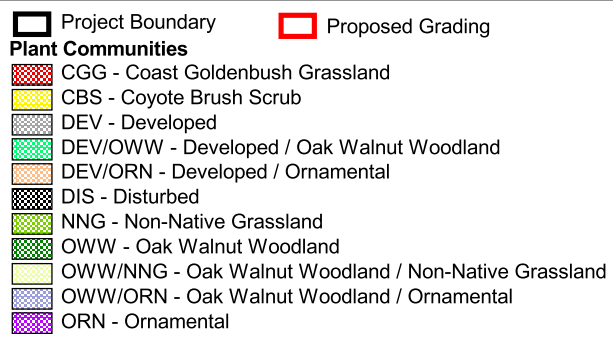 Project Boundary Proposed Grading
Plant Communities
CGG - Coast Goldenbush Grassland
CBS - Coyote Brush Scrub
DEV - Developed
DEV/OWW - Developed / Oak Walnut Woodland
DEV/ORN - Developed / Ornamental
DIS - Disturbed
NNG - Non-Native Grassland
OWW - Oak Walnut Woodland
OWW/NNG - Oak Walnut Woodland / Non-Native Grassland
OWW/ORN - Oak Walnut Woodland / Ornamental
ORN - Ornamental